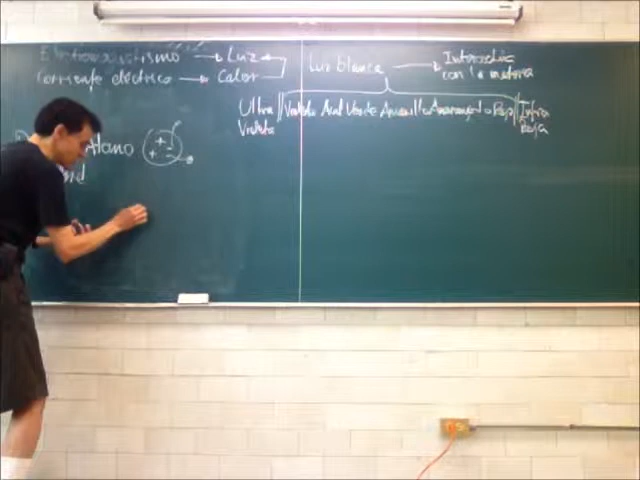 Electromagnetismo → Luz
Corriente eléctrica → Calor
Luz blanca → Interacción
con la materia
Ultra Violeta Azul Verde Amarillo Anaranjado Rojo Infra
Violeta Roja
Átomo